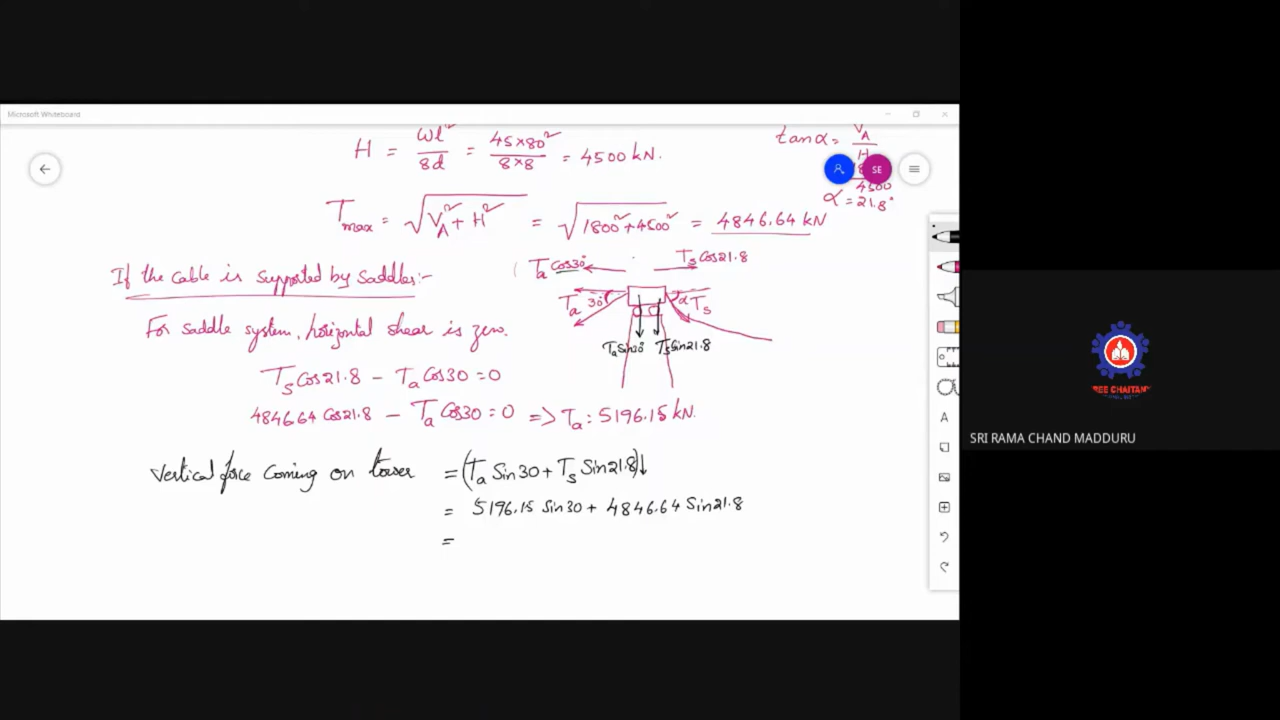 Microsoft Whiteboard
H = wl²/8d = 45×80²/8×8 = 4500 kN.
tanα = V_A/H
4500
α = 21.8°
SE
T_max = √(V_A² + H²) = √(1800² + 4500²) = 4846.64 kN
If the cable is supported by saddles:-
T_a cos30°
T_s cos21.8
T_a 30°
α T_s
T_a Sin30 T_s Sin21.8
For saddle system, horizontal shear is zero.
T_s Cos21.8 - T_a Cos30 = 0
4846.64 Cos21.8 - T_a Cos30 = 0 => T_a : 5196.15 kN.
Vertical force coming on tower = (T_a Sin30 + T_s Sin21.8)↓
= 5196.15 Sin30 + 4846.64 Sin21.8
=
SRI RAMA CHAND MADDURU